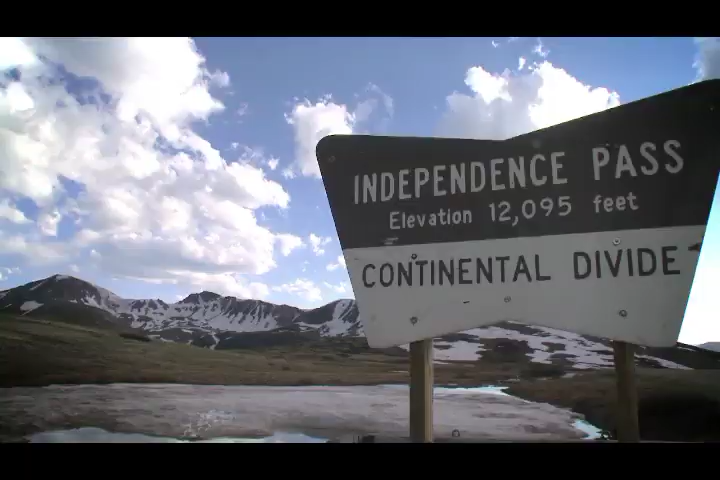 INDEPENDENCE PASS
Elevation 12,095 feet
CONTINENTAL DIVIDE